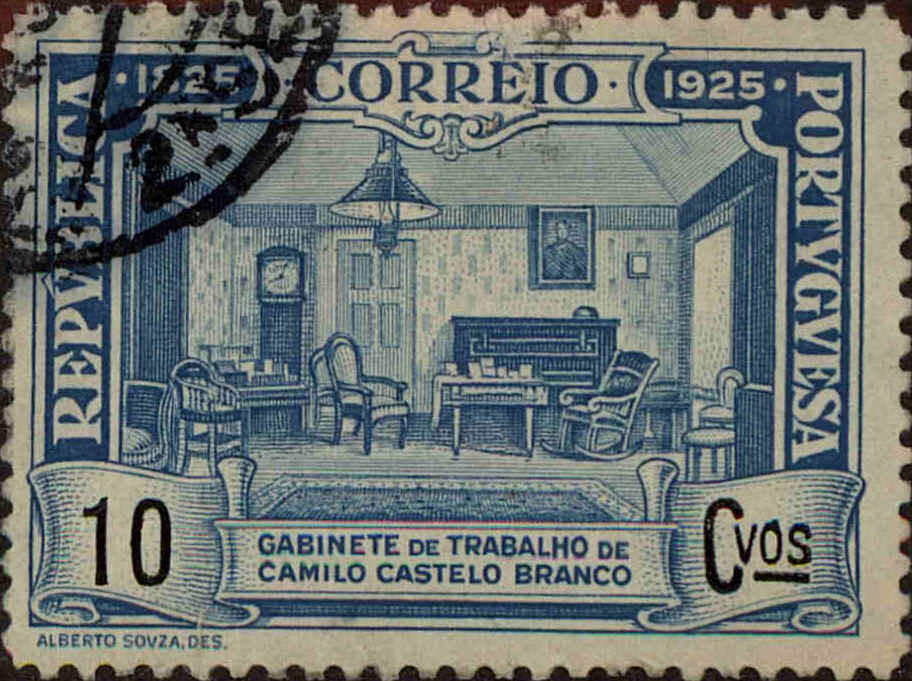 · 1825 · CORREIO · 1925 ·
REPVBLICA
PORTVGVESA
10
Cvos
GABINETE DE TRABALHO DE
CAMILO CASTELO BRANCO
ALBERTO SOVZA, DES.